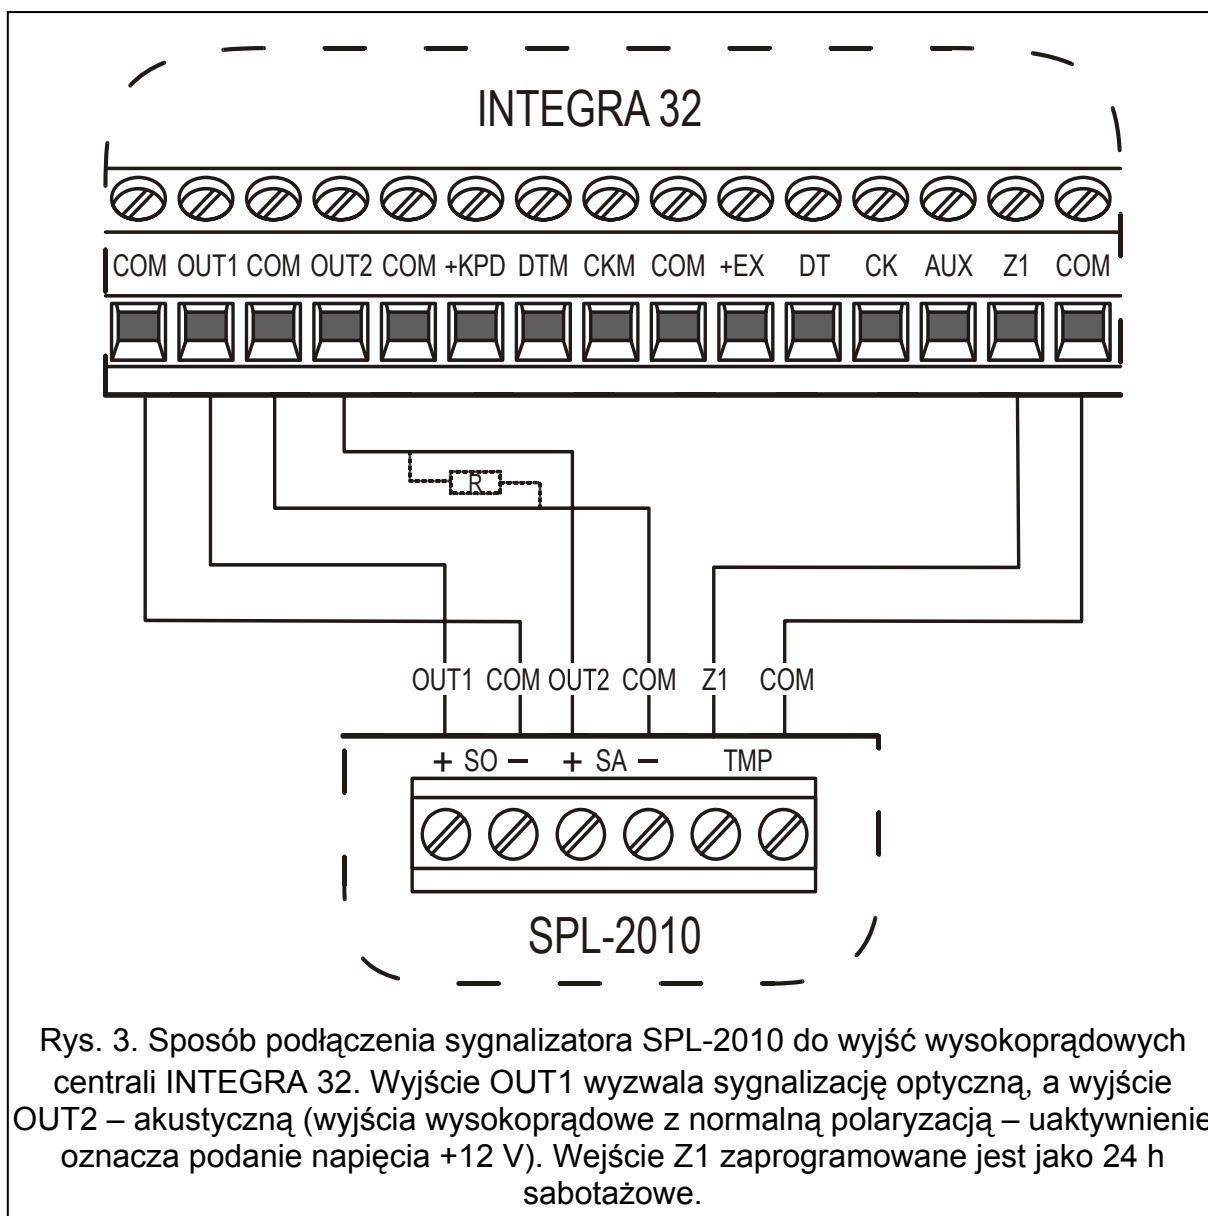 INTEGRA 32
COM OUT1 COM OUT2 COM +KPD DTM CKM COM +EX DT CK AUX Z1 COM
R
OUT1 COM OUT2 COM Z1 COM
+ SO − + SA − TMP
SPL-2010
Rys. 3. Sposób podłączenia sygnalizatora SPL-2010 do wyjść wysokoprądowych
centrali INTEGRA 32. Wyjście OUT1 wyzwala sygnalizację optyczną, a wyjście
OUT2 – akustyczną (wyjścia wysokoprądowe z normalną polaryzacją – uaktywnienie
oznacza podanie napięcia +12 V). Wejście Z1 zaprogramowane jest jako 24 h
sabotażowe.